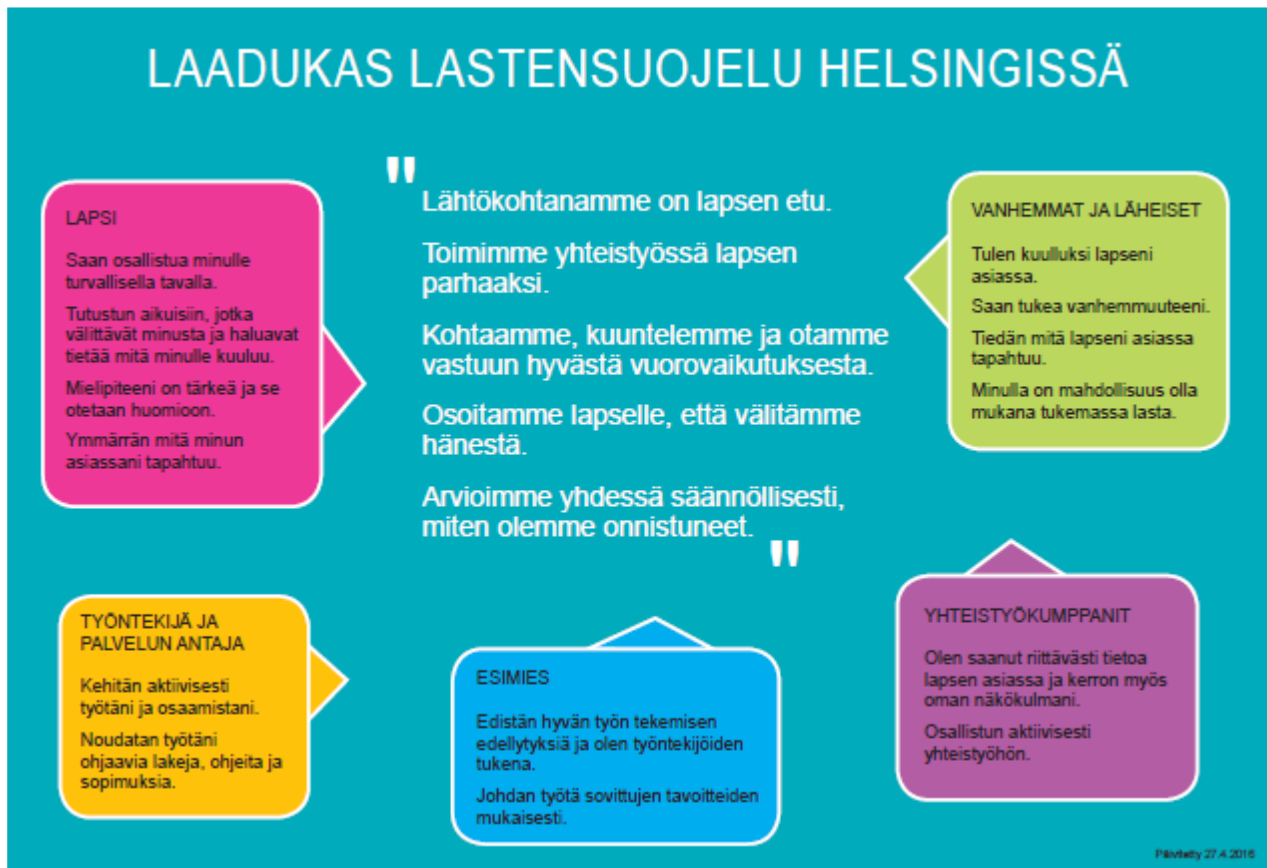 LAADUKAS LASTENSUOJELU HELSINGISSÄ
LAPSI
Saan osallistua minulle
turvallisella tavalla.
Tutustun aikuisiin, jotka
välittävät minusta ja haluavat
tietää mitä minulle kuuluu.
Mielipiteeni on tärkeä ja se
otetaan huomioon.
Ymmärrän mitä minun
asiassani tapahtuu.
"
Lähtökohtanamme on lapsen etu.
Toimimme yhteistyössä lapsen
parhaaksi.
Kohtaamme, kuuntelemme ja otamme
vastuun hyvästä vuorovaikutuksesta.
Osoitamme lapselle, että välitämme
hänestä.
Arvioimme yhdessä säännöllisesti,
miten olemme onnistuneet.
"
VANHEMMAT JA LÄHEISET
Tulen kuulluksi lapseni
asiassa.
Saan tukea vanhemmuuteeni.
Tiedän mitä lapseni asiassa
tapahtuu.
Minulla on mahdollisuus olla
mukana tukemassa lasta.
TYÖNTEKIJÄ JA
PALVELUN ANTAJA
Kehitän aktiivisesti
työtäni ja osaamistani.
Noudatan työtäni
ohjaavia lakeja, ohjeita ja
sopimuksia.
ESIMIES
Edistän hyvän työn tekemisen
edellytyksiä ja olen työntekijöiden
tukena.
Johdan työtä sovittujen tavoitteiden
mukaisesti.
YHTEISTYÖKUMPPANIT
Olen saanut riittävästi tietoa
lapsen asiassa ja kerron myös
oman näkökulmani.
Osallistun aktiivisesti
yhteistyöhön.
Päivitetty 27.4.2016